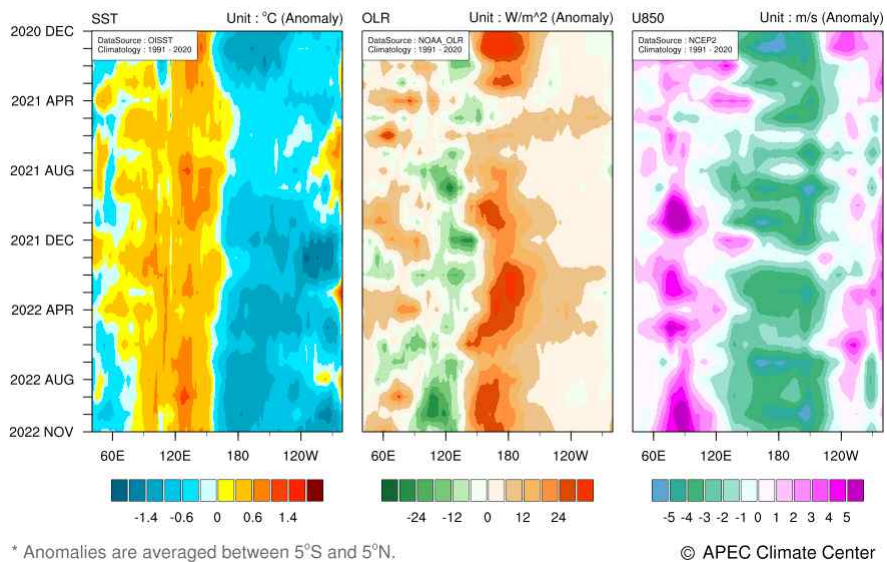 SST Unit : °C (Anomaly)
OLR Unit : W/m^2 (Anomaly)
U850 Unit : m/s (Anomaly)
DataSource : OISST
Climatology : 1991 - 2020
DataSource : NOAA_OLR
Climatology : 1991 - 2020
DataSource : NCEP2
Climatology : 1991 - 2020
2020 DEC
2021 APR
2021 AUG
2021 DEC
2022 APR
2022 AUG
2022 NOV
60E 120E 180 120W
60E 120E 180 120W
60E 120E 180 120W
-1.4 -0.6 0 0.6 1.4
-24 -12 0 12 24
-5 -4 -3 -2 -1 0 1 2 3 4 5
* Anomalies are averaged between 5°S and 5°N.
© APEC Climate Center